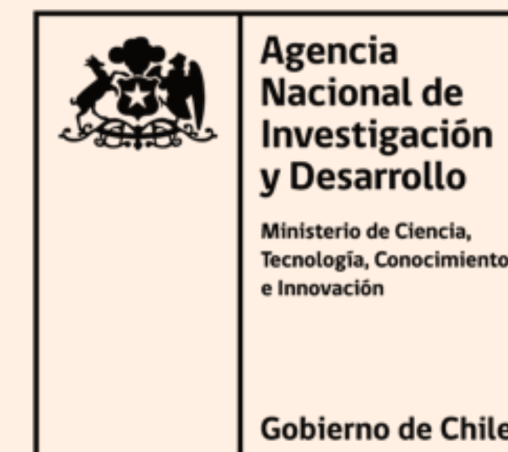 Agencia
Nacional de
Investigación
y Desarrollo
Ministerio de Ciencia,
Tecnología, Conocimiento
e Innovación
Gobierno de Chile